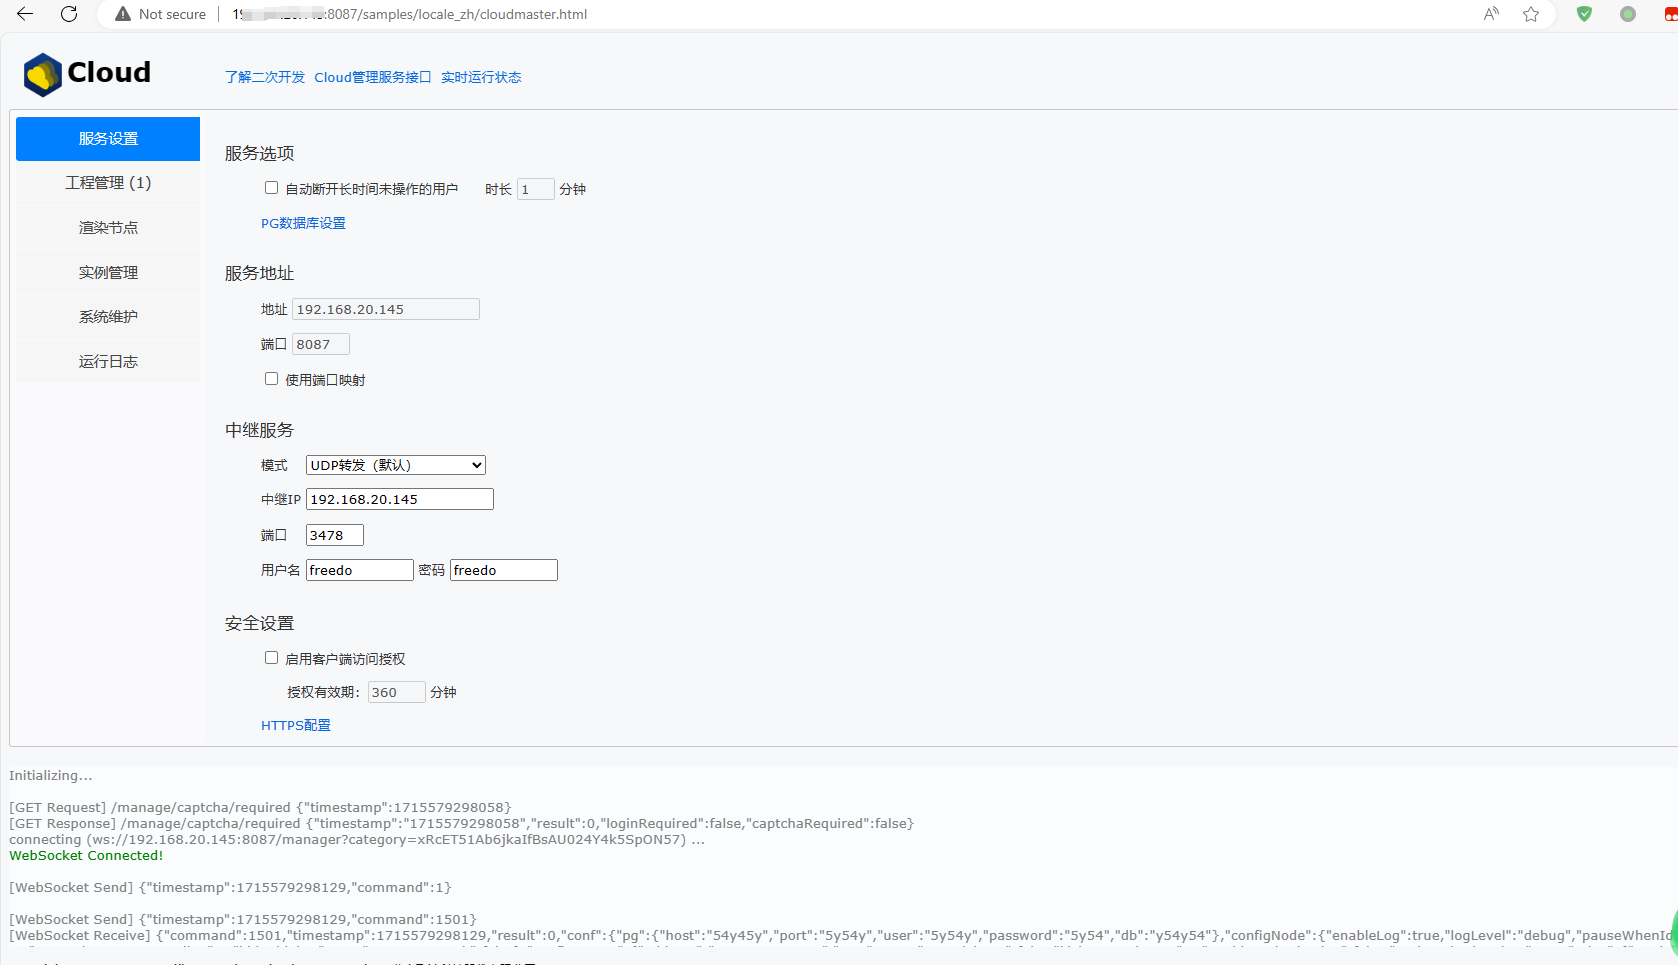 Not secure
:8087/samples/locale_zh/cloudmaster.html
Cloud
了解二次开发 Cloud管理服务接口 实时运行状态
服务设置
工程管理 (1)
渲染节点
实例管理
系统维护
运行日志
服务选项
自动断开长时间未操作的用户 时长 1 分钟
PG数据库设置
服务地址
地址 192.168.20.145
端口 8087
使用端口映射
中继服务
模式 UDP转发（默认）
中继IP 192.168.20.145
端口 3478
用户名 freedo 密码 freedo
安全设置
启用客户端访问授权
授权有效期: 360 分钟
HTTPS配置
Initializing...
[GET Request] /manage/captcha/required {"timestamp":1715579298058}
[GET Response] /manage/captcha/required {"timestamp":"1715579298058","result":0,"loginRequired":false,"captchaRequired":false}
connecting (ws://192.168.20.145:8087/manager?category=xRcET51Ab6jkaIfBsAU024Y4k5SpON57) ...
WebSocket Connected!
[WebSocket Send] {"timestamp":1715579298129,"command":1}
[WebSocket Send] {"timestamp":1715579298129,"command":1501}
[WebSocket Receive] {"command":1501,"timestamp":1715579298129,"result":0,"conf":{"pg":{"host":"54y45y","port":"5y54y","user":"5y54y","password":"5y54","db":"y54y54"},"configNode":{"enableLog":true,"logLevel":"debug","pauseWhenId